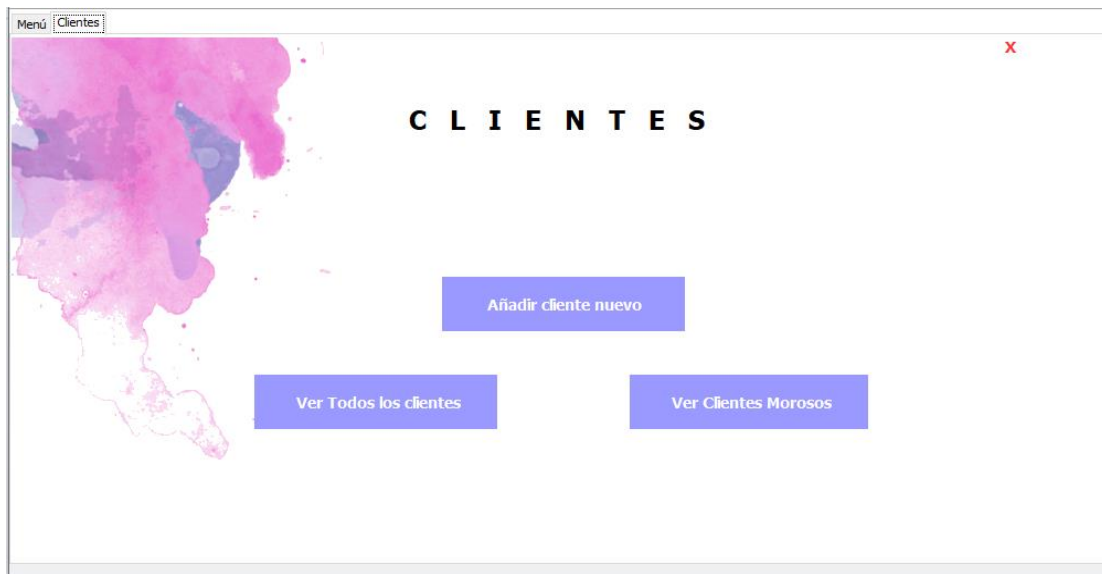 Menú Clientes
X
C L I E N T E S
Añadir cliente nuevo
Ver Todos los clientes
Ver Clientes Morosos